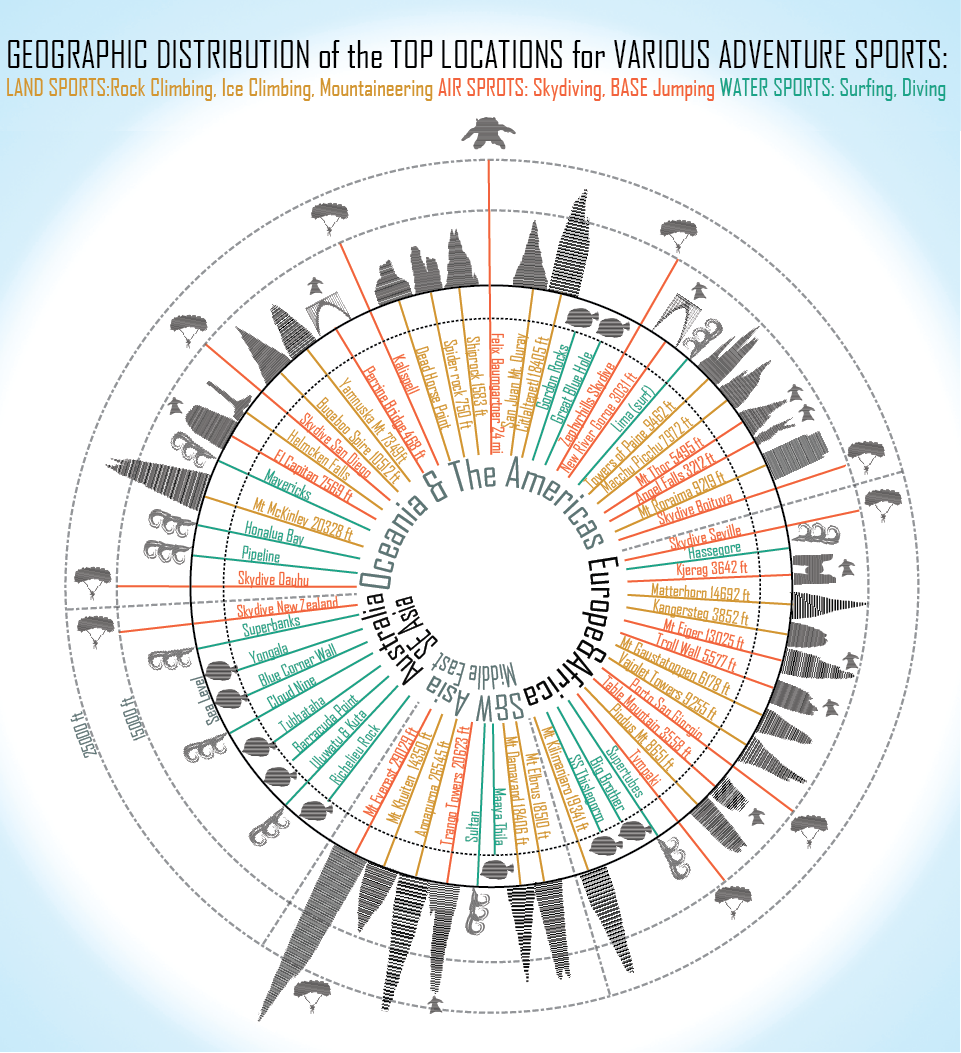 GEOGRAPHIC DISTRIBUTION of the TOP LOCATIONS for VARIOUS ADVENTURE SPORTS:
LAND SPORTS:Rock Climbing, Ice Climbing, Mountaineering AIR SPROTS: Skydiving, BASE Jumping WATER SPORTS: Surfing, Diving
Felix Baumgartner 24 mi
San Juan Mt. Ouray
Citlaltepetl 18405 ft
Gordon Rocks
Great Blue Hole
Zephyrhills Skydive
New River Gorge 3031 ft
Lima (surf)
Towers of Paine 9462 ft
Macchu Picchu 7972 ft
Mt Thor 5495 ft
Angel Falls 3212 ft
Mt Roraima 9219 ft
Skydive Boituva
Skydive Seville
Hassegore
Kjerag 3642 ft
Matterhorn 14692 ft
Kangersteg 3852 ft
Mt Eiger 13025 ft
Troll Wall 5577 ft
Mt Gaustatoppen 6178 ft
Vajolet Towers 9255 ft
Porto San Giorgio
Table Mountain 3558 ft
Pindus Mt 8651 ft
Tympaki
Supertubes
Big Brother
SS Thistlegorm
Mt Kilimenjaro 19341 ft
Mt Elbrus 18510 ft
Mt Damavand 18406 ft
Maaya Thila
Sultan
Trango Towers 20623 ft
Annapurna 26545 ft
Mt Khuiten 14350 ft
Mt Everest 29029 ft
Richelieu Rock
Uluwatu & Kuta
Barracuda Point
Tubbataha
Cloud Nine
Blue Corner Wall
Yongala
Superbanks
Skydive New Zealand
Skydive Oauhu
Pipeline
Honalua Bay
Mt McKinley 20328 ft
Mavericks
El Capitan 7569 ft
Skydive San Diego
Helmcken Falls
Bugaboo Spire 10512 ft
Yamnuska Mt 7349 ft
Perrine Bridge 468 ft
Kalispell
Dead Horse Point
Spider rock 750 ft
Shiprock 1583 ft
Oceania & The Americas
Europe&Africa
S&W Asia
Middle East
Australia
SE Asia
Sea Level
15000 ft
25000 ft